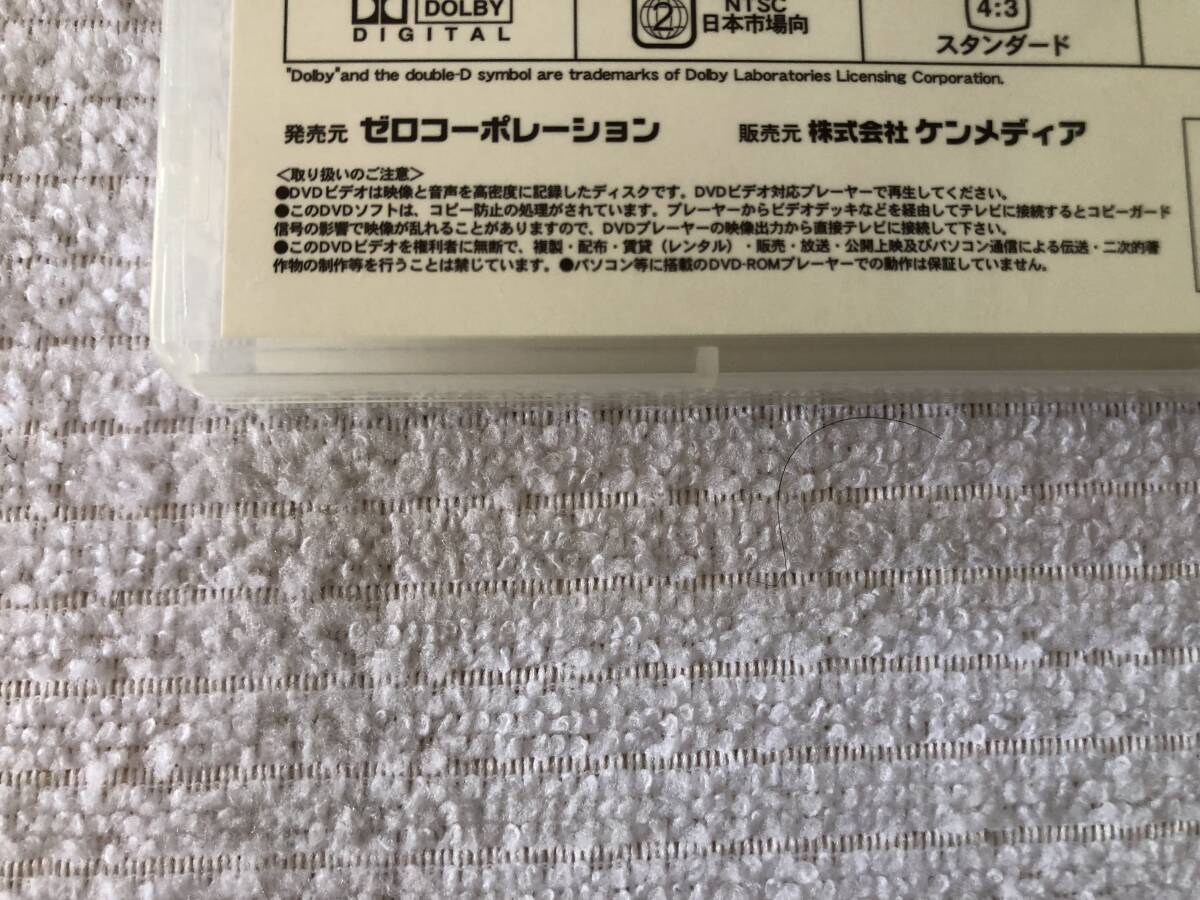 DOLBY
DIGITAL
2
NTSC
日本市場向
4:3
スタンダード
"Dolby"and the double-D symbol are trademarks of Dolby Laboratories Licensing Corporation.
発売元 ゼロコーポレーション 販売元 株式会社 ケンメディア
＜取り扱いのご注意＞
●DVDビデオは映像と音声を高密度に記録したディスクです。DVDビデオ対応プレーヤーで再生してください。
●このDVDソフトは、コピー防止の処理がされています。プレーヤーからビデオデッキなどを経由してテレビに接続するとコピーガード
信号の影響で映像が乱れることがありますので、DVDプレーヤーの映像出力から直接テレビに接続して下さい。
●このDVDビデオを権利者に無断で、複製・配布・賃貸（レンタル）・販売・放送・公開上映及びパソコン通信による伝送・二次的著
作物の制作等を行うことは禁じています。●パソコン等に搭載のDVD-ROMプレーヤーでの動作は保証していません。